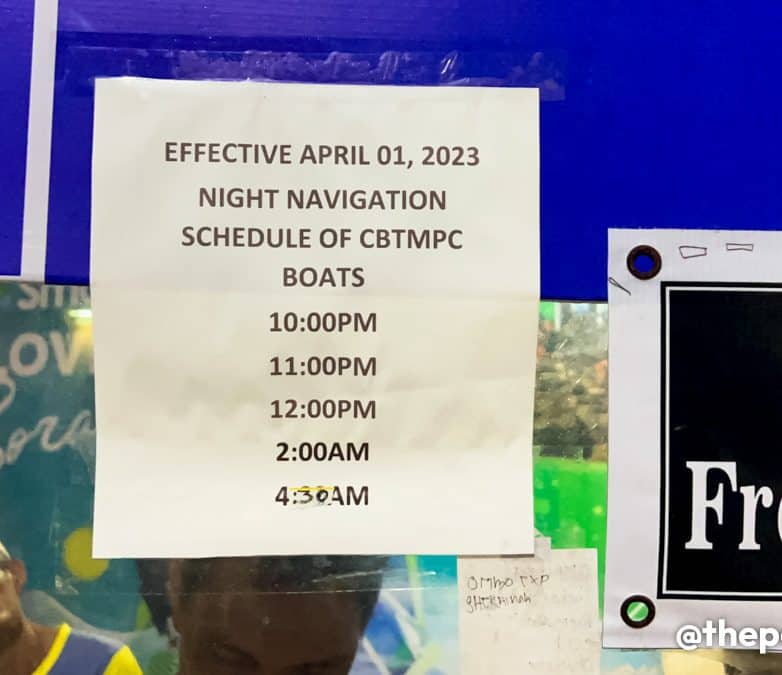 EFFECTIVE APRIL 01, 2023
NIGHT NAVIGATION
SCHEDULE OF CBTMPC
BOATS
10:00PM
11:00PM
12:00PM
2:00AM
4:30AM
Fr
@thep